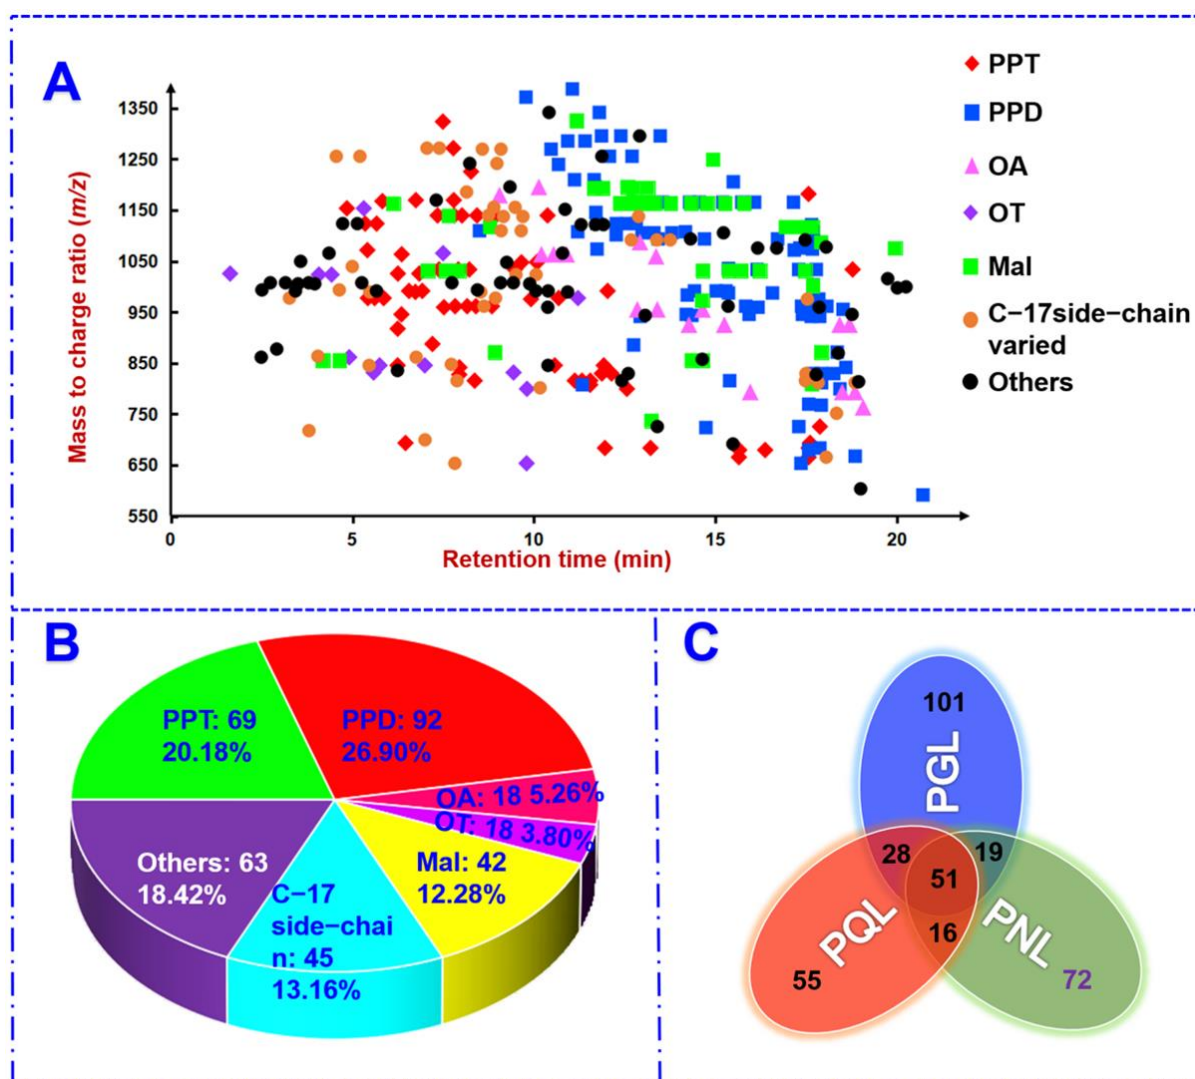 A
Mass to charge ratio (m/z)
1350
1250
1150
1050
950
850
750
650
550
0
5
10
15
20
Retention time (min)
PPT
PPD
OA
OT
Mal
C−17side−chain
varied
Others
B
PPT: 69
20.18%
PPD: 92
26.90%
OA: 18 5.26%
OT: 18 3.80%
Mal: 42
12.28%
C−17
side−chai
n: 45
13.16%
Others: 63
18.42%
C
101
PGL
28
19
51
16
PQL
PNL
55
72